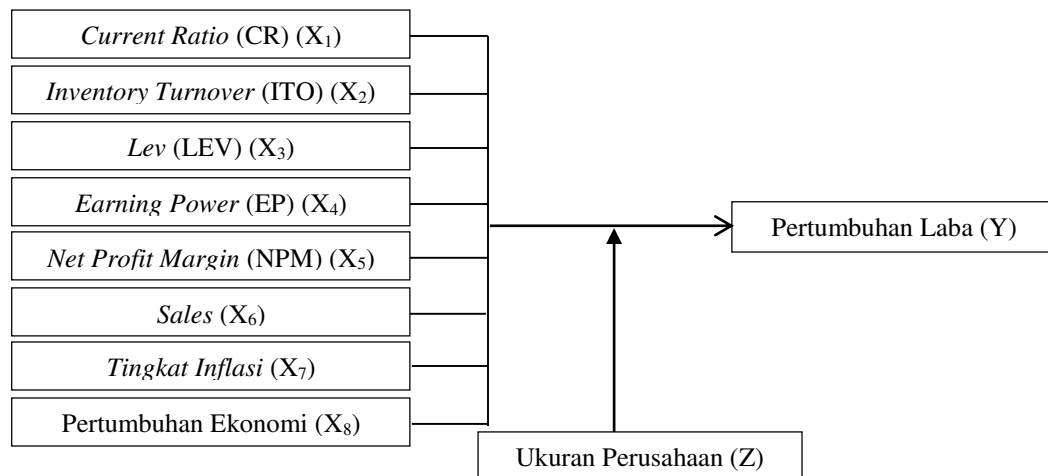 Current Ratio (CR) (X₁)
Inventory Turnover (ITO) (X₂)
Lev (LEV) (X₃)
Earning Power (EP) (X₄)
Net Profit Margin (NPM) (X₅)
Sales (X₆)
Tingkat Inflasi (X₇)
Pertumbuhan Ekonomi (X₈)
Pertumbuhan Laba (Y)
Ukuran Perusahaan (Z)